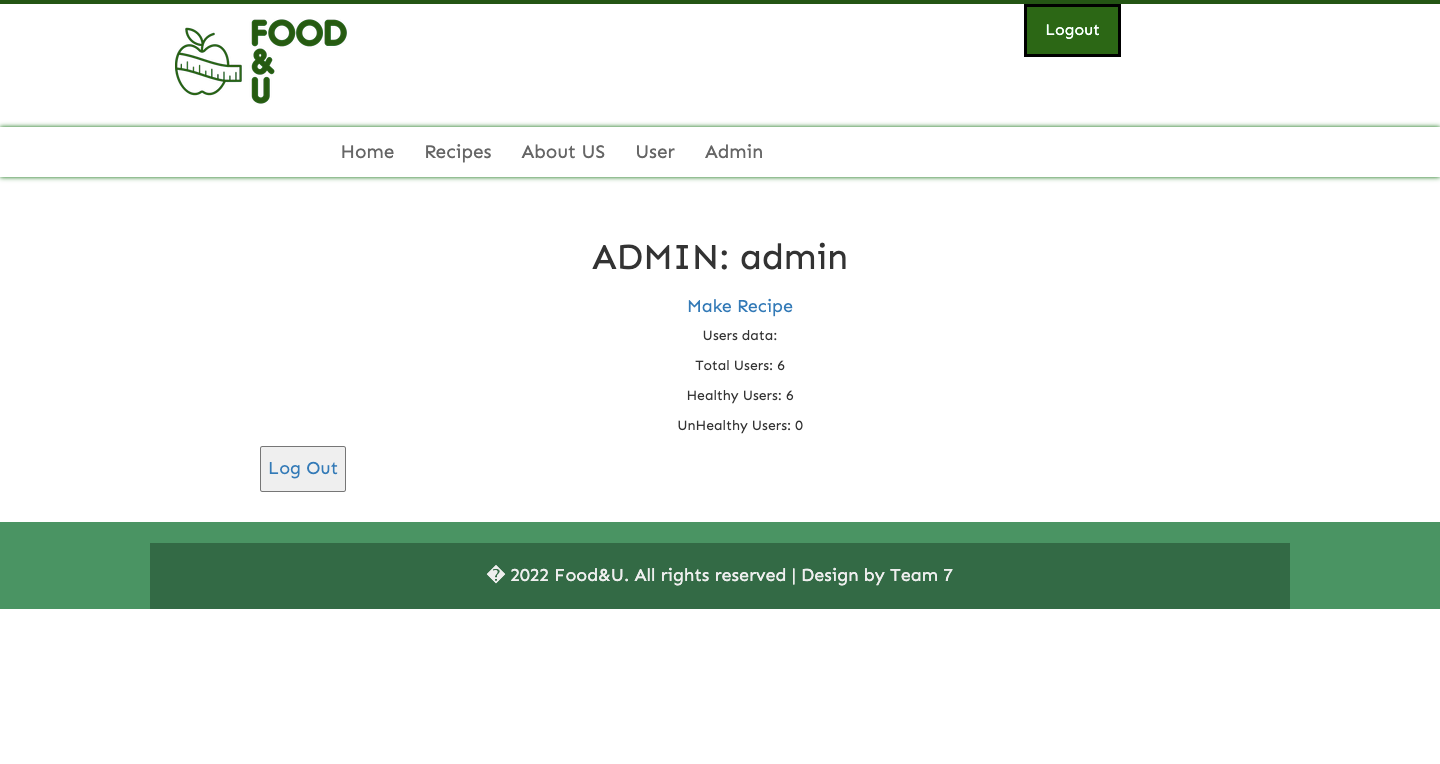 FOOD
&
U
Logout
Home Recipes About US User Admin
ADMIN: admin
Make Recipe
Users data:
Total Users: 6
Healthy Users: 6
UnHealthy Users: 0
Log Out
� 2022 Food&U. All rights reserved | Design by Team 7